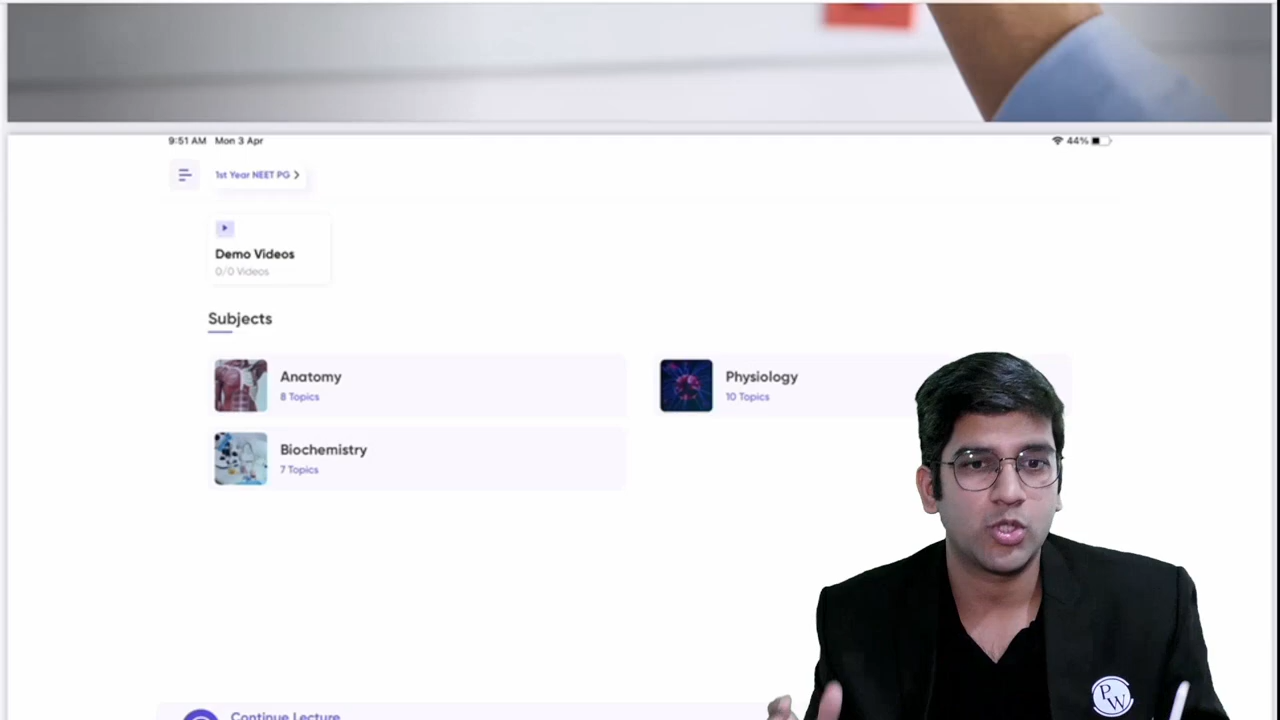 9:51 AM Mon 3 Apr
44%
1st Year NEET PG
Demo Videos
0/0 Videos
Subjects
Anatomy
8 Topics
Physiology
10 Topics
Biochemistry
7 Topics
Continue Lecture
PW